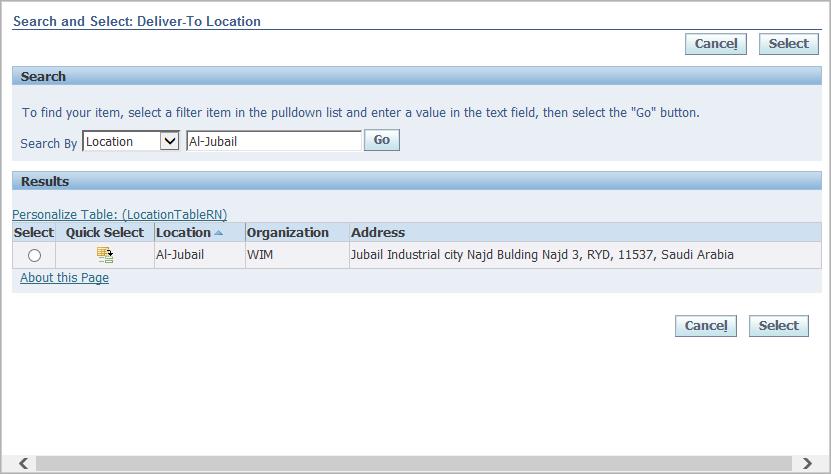 Search and Select: Deliver-To Location
Cancel Select
Search
To find your item, select a filter item in the pulldown list and enter a value in the text field, then select the "Go" button.
Search By Location Al-Jubail Go
Results
Personalize Table: (LocationTableRN)
Select Quick Select Location Organization Address
Al-Jubail WIM Jubail Industrial city Najd Bulding Najd 3, RYD, 11537, Saudi Arabia
About this Page
Cancel Select